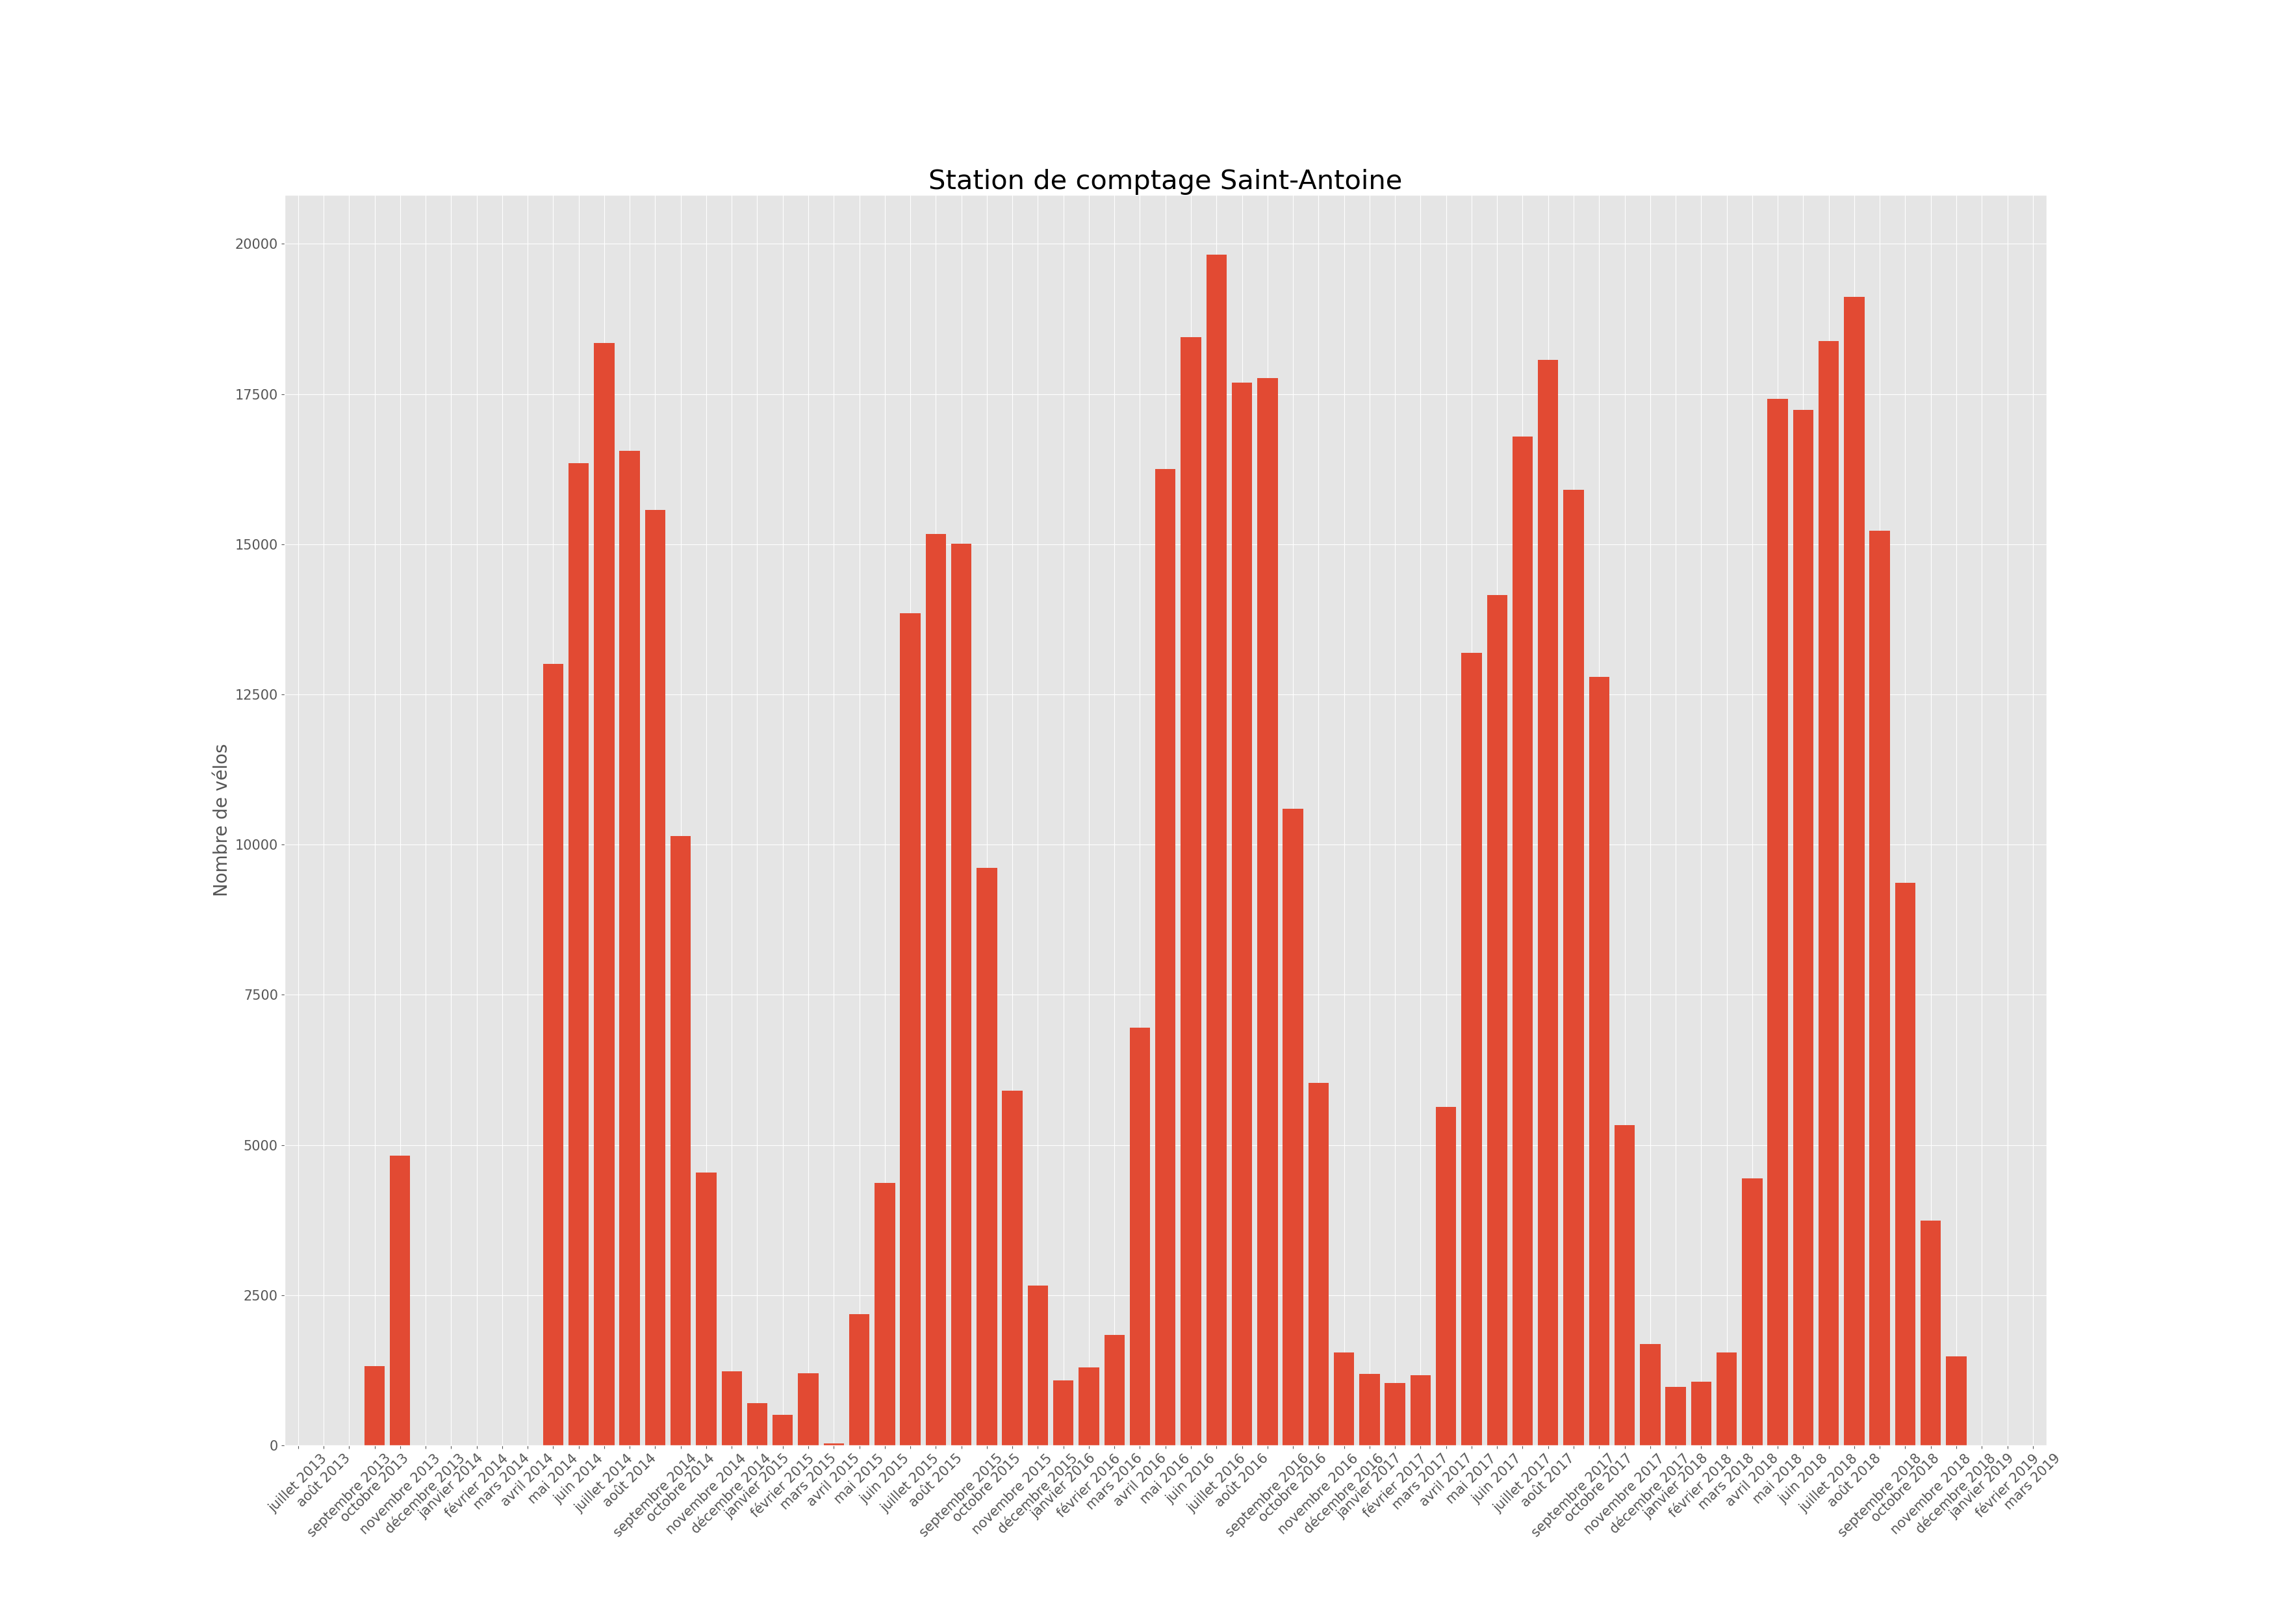 Station de comptage Saint-Antoine
20000
17500
15000
12500
10000
7500
5000
2500
0
Nombre de vélos
juillet 2013
août 2013
septembre 2013
octobre 2013
novembre 2013
décembre 2013
janvier 2014
février 2014
mars 2014
avril 2014
mai 2014
juin 2014
juillet 2014
août 2014
septembre 2014
octobre 2014
novembre 2014
décembre 2014
janvier 2015
février 2015
mars 2015
avril 2015
mai 2015
juin 2015
juillet 2015
août 2015
septembre 2015
octobre 2015
novembre 2015
décembre 2015
janvier 2016
février 2016
mars 2016
avril 2016
mai 2016
juin 2016
juillet 2016
août 2016
septembre 2016
octobre 2016
novembre 2016
décembre 2016
janvier 2017
février 2017
mars 2017
avril 2017
mai 2017
juin 2017
juillet 2017
août 2017
septembre 2017
octobre 2017
novembre 2017
décembre 2017
janvier 2018
février 2018
mars 2018
avril 2018
mai 2018
juin 2018
juillet 2018
août 2018
septembre 2018
octobre 2018
novembre 2018
décembre 2018
janvier 2019
février 2019
mars 2019